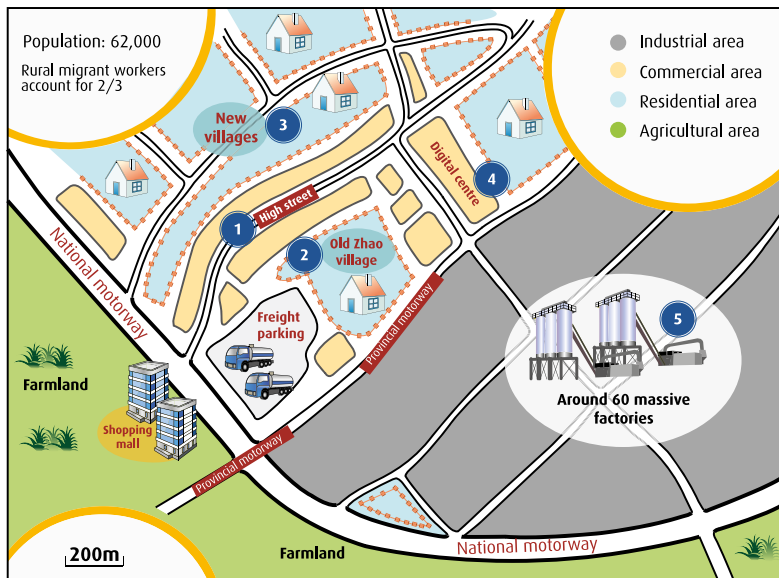 Population: 62,000
Rural migrant workers
account for 2/3
Industrial area
Commercial area
Residential area
Agricultural area
New
villages
3
Digital centre
4
1
High street
2
Old Zhao
village
National motorway
Freight
parking
Provincial motorway
5
Around 60 massive
factories
Farmland
Shopping
mall
Provincial motorway
200m
Farmland
National motorway